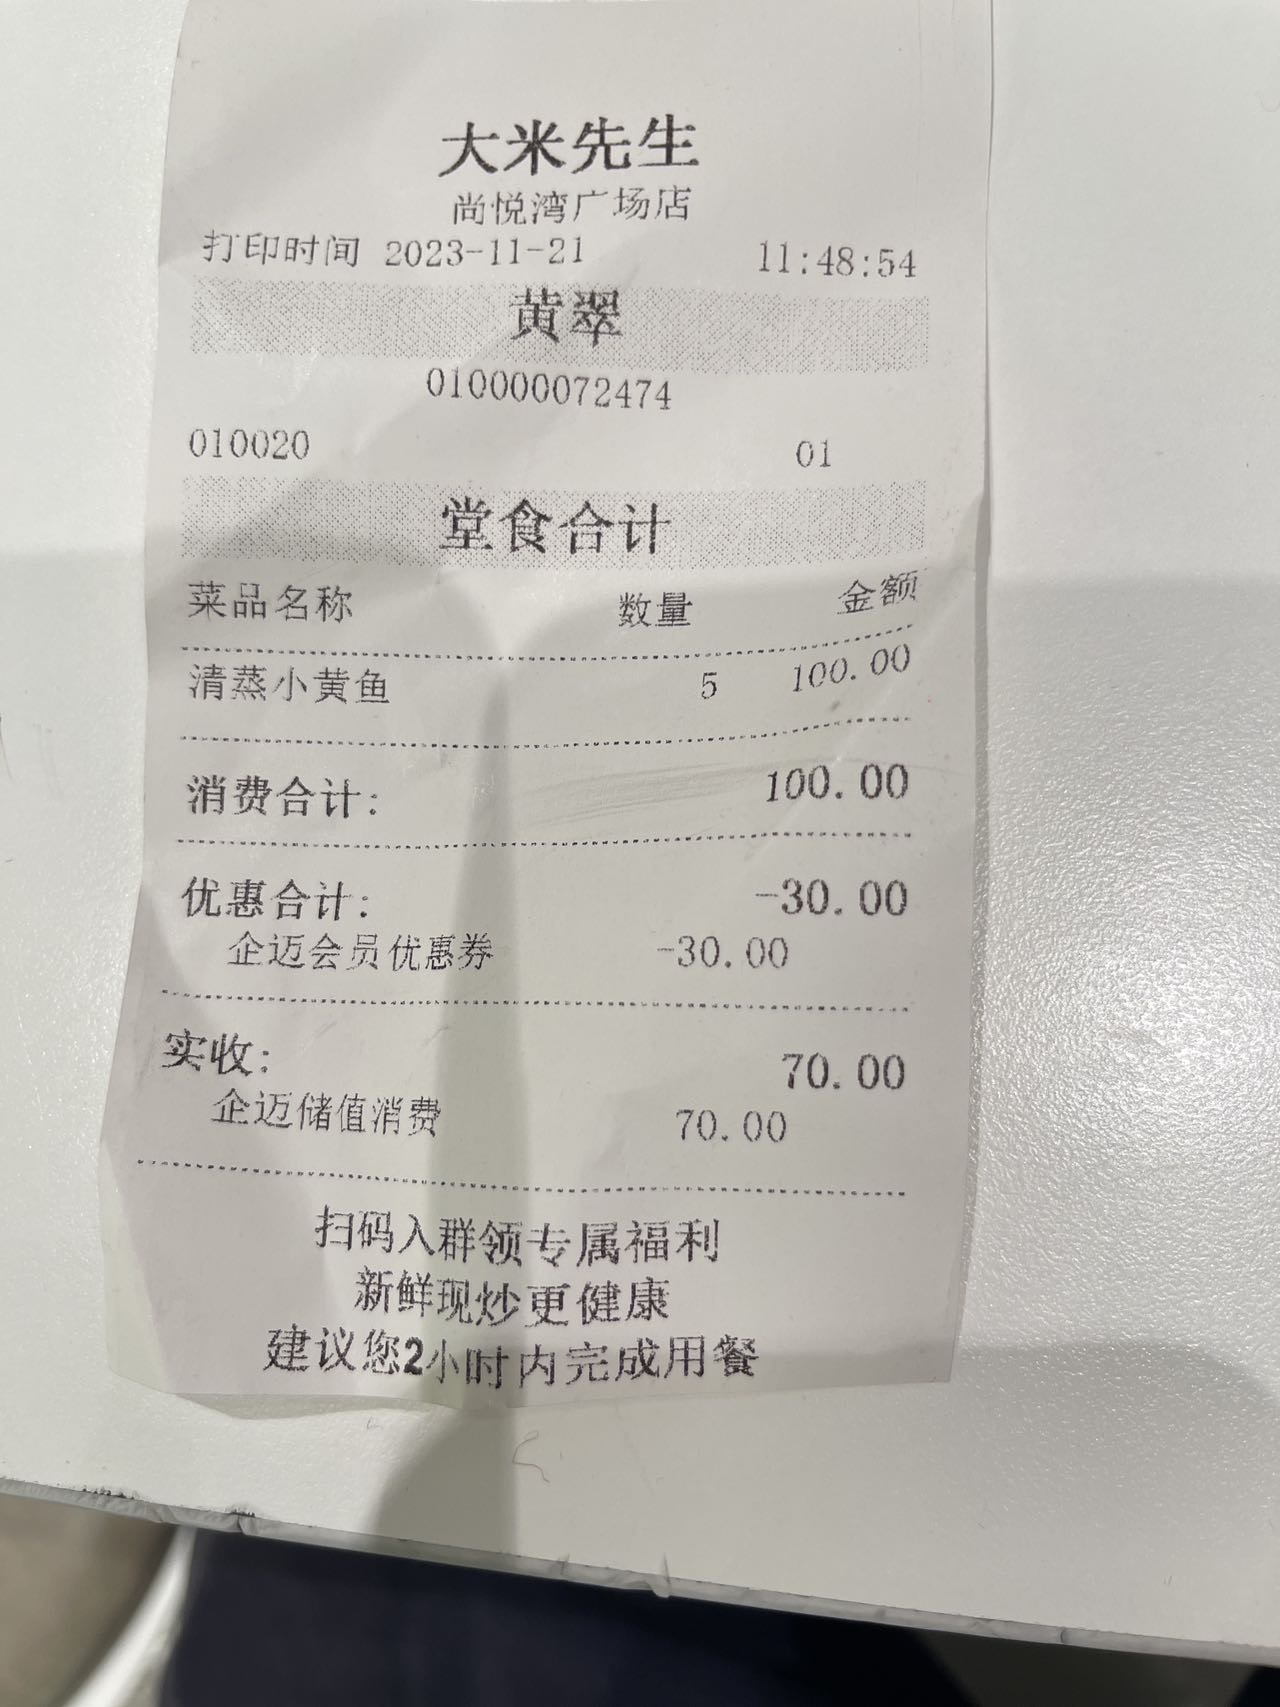 大米先生
尚悦湾广场店
打印时间 2023-11-21 11:48:54
黄翠
010000072474
010020 01
堂食合计
菜品名称 数量 金额
清蒸小黄鱼 5 100.00
消费合计: 100.00
优惠合计: -30.00
企迈会员优惠券 -30.00
实收: 70.00
企迈储值消费 70.00
扫码入群领专属福利
新鲜现炒更健康
建议您2小时内完成用餐